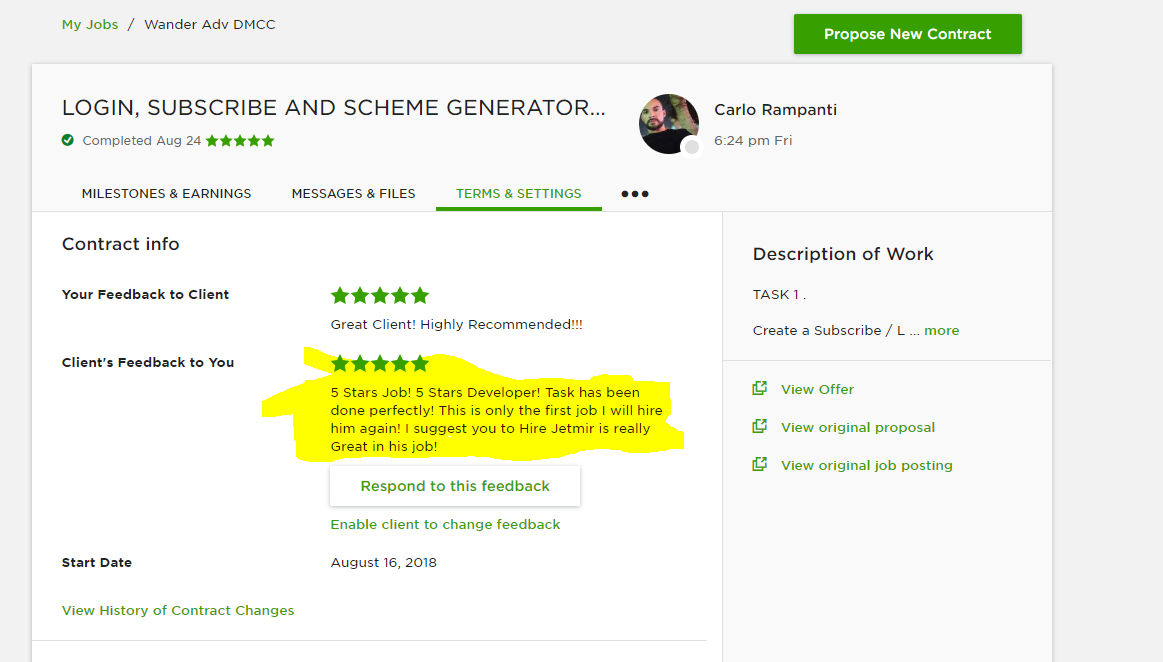 My Jobs / Wander Adv DMCC
Propose New Contract
LOGIN, SUBSCRIBE AND SCHEME GENERATOR...
Completed Aug 24
Carlo Rampanti
6:24 pm Fri
MILESTONES & EARNINGS
MESSAGES & FILES
TERMS & SETTINGS
Contract info
Your Feedback to Client
Great Client! Highly Recommended!!!
Client's Feedback to You
5 Stars Job! 5 Stars Developer! Task has been
done perfectly! This is only the first job I will hire
him again! I suggest you to Hire Jetmir is really
Great in his job!
Respond to this feedback
Enable client to change feedback
Start Date
August 16, 2018
View History of Contract Changes
Description of Work
TASK 1 .
Create a Subscribe / L ... more
View Offer
View original proposal
View original job posting